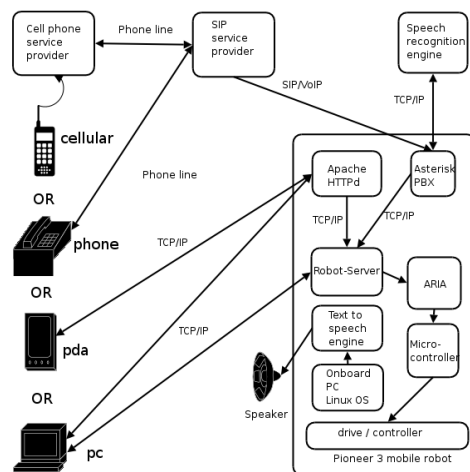 Cell phone
service
provider
Phone line
SIP
service
provider
Speech
recognition
engine
SIP/VoIP
TCP/IP
cellular
OR
Phone line
Apache
HTTPd
Asterisk
PBX
phone
TCP/IP
TCP/IP
TCP/IP
OR
Robot-Server
ARIA
pda
TCP/IP
Text to
speech
engine
Micro-
controller
OR
Onboard
PC
Linux OS
Speaker
pc
drive / controller
Pioneer 3 mobile robot